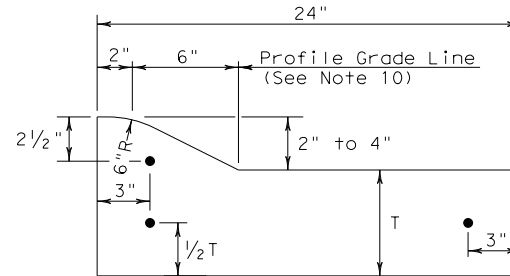 24"
2"
6"
Profile Grade Line
(See Note 10)
2½"
6"R
2" to 4"
3"
½T
T
3"